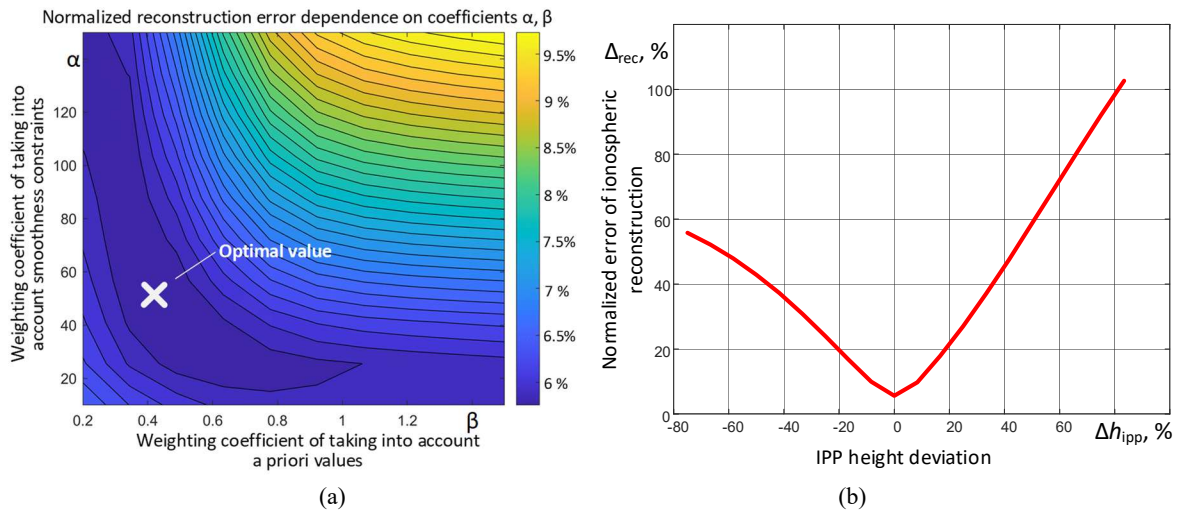 Normalized reconstruction error dependence on coefficients α, β
α
Weighting coefficient of taking into
account smoothness constraints
120
100
80
60
40
20
Optimal value
0.2
0.4
0.6
0.8
1
1.2
β
Weighting coefficient of taking into account
a priori values
9.5%
9 %
8.5%
8 %
7.5%
7 %
6.5%
6 %
(a)
Δrec, %
Normalized error of ionospheric
reconstruction
100
80
60
40
20
0
-80
-60
-40
-20
0
20
40
60
Δhipp, %
IPP height deviation
(b)